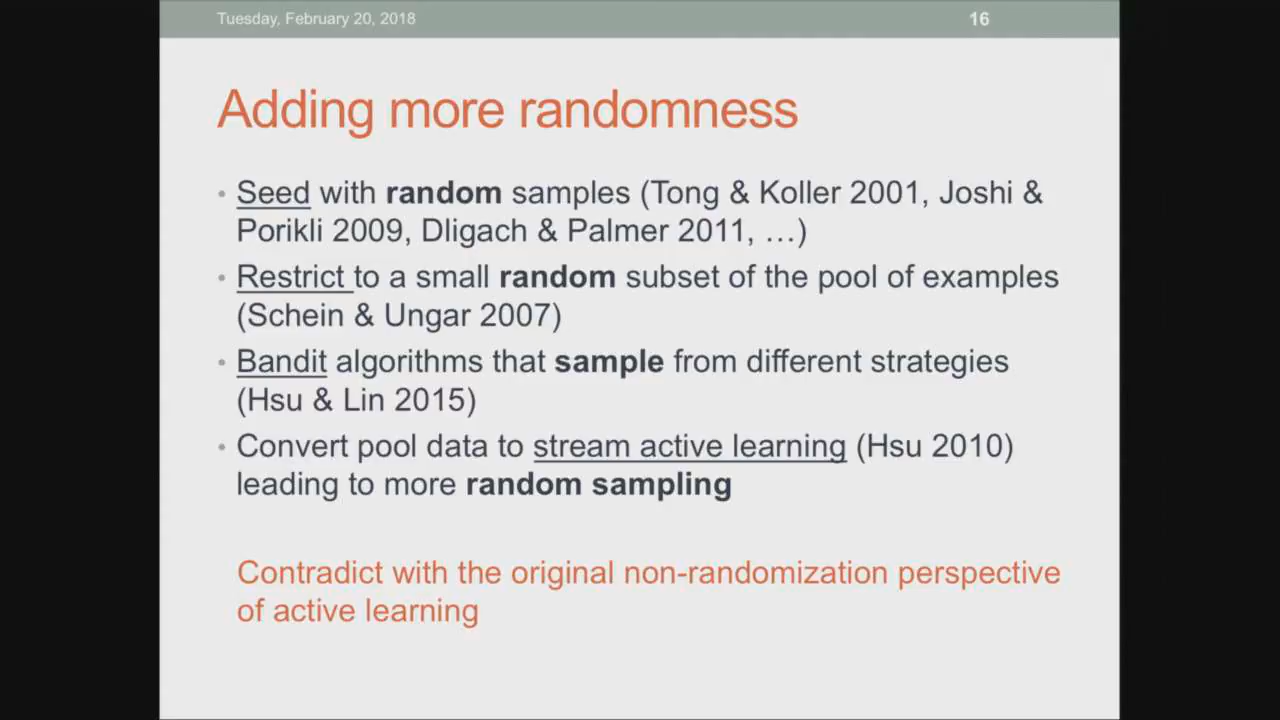 Tuesday, February 20, 2018
16
Adding more randomness
• Seed with random samples (Tong & Koller 2001, Joshi &
Porikli 2009, Dligach & Palmer 2011, …)
• Restrict to a small random subset of the pool of examples
(Schein & Ungar 2007)
• Bandit algorithms that sample from different strategies
(Hsu & Lin 2015)
• Convert pool data to stream active learning (Hsu 2010)
leading to more random sampling
Contradict with the original non-randomization perspective
of active learning